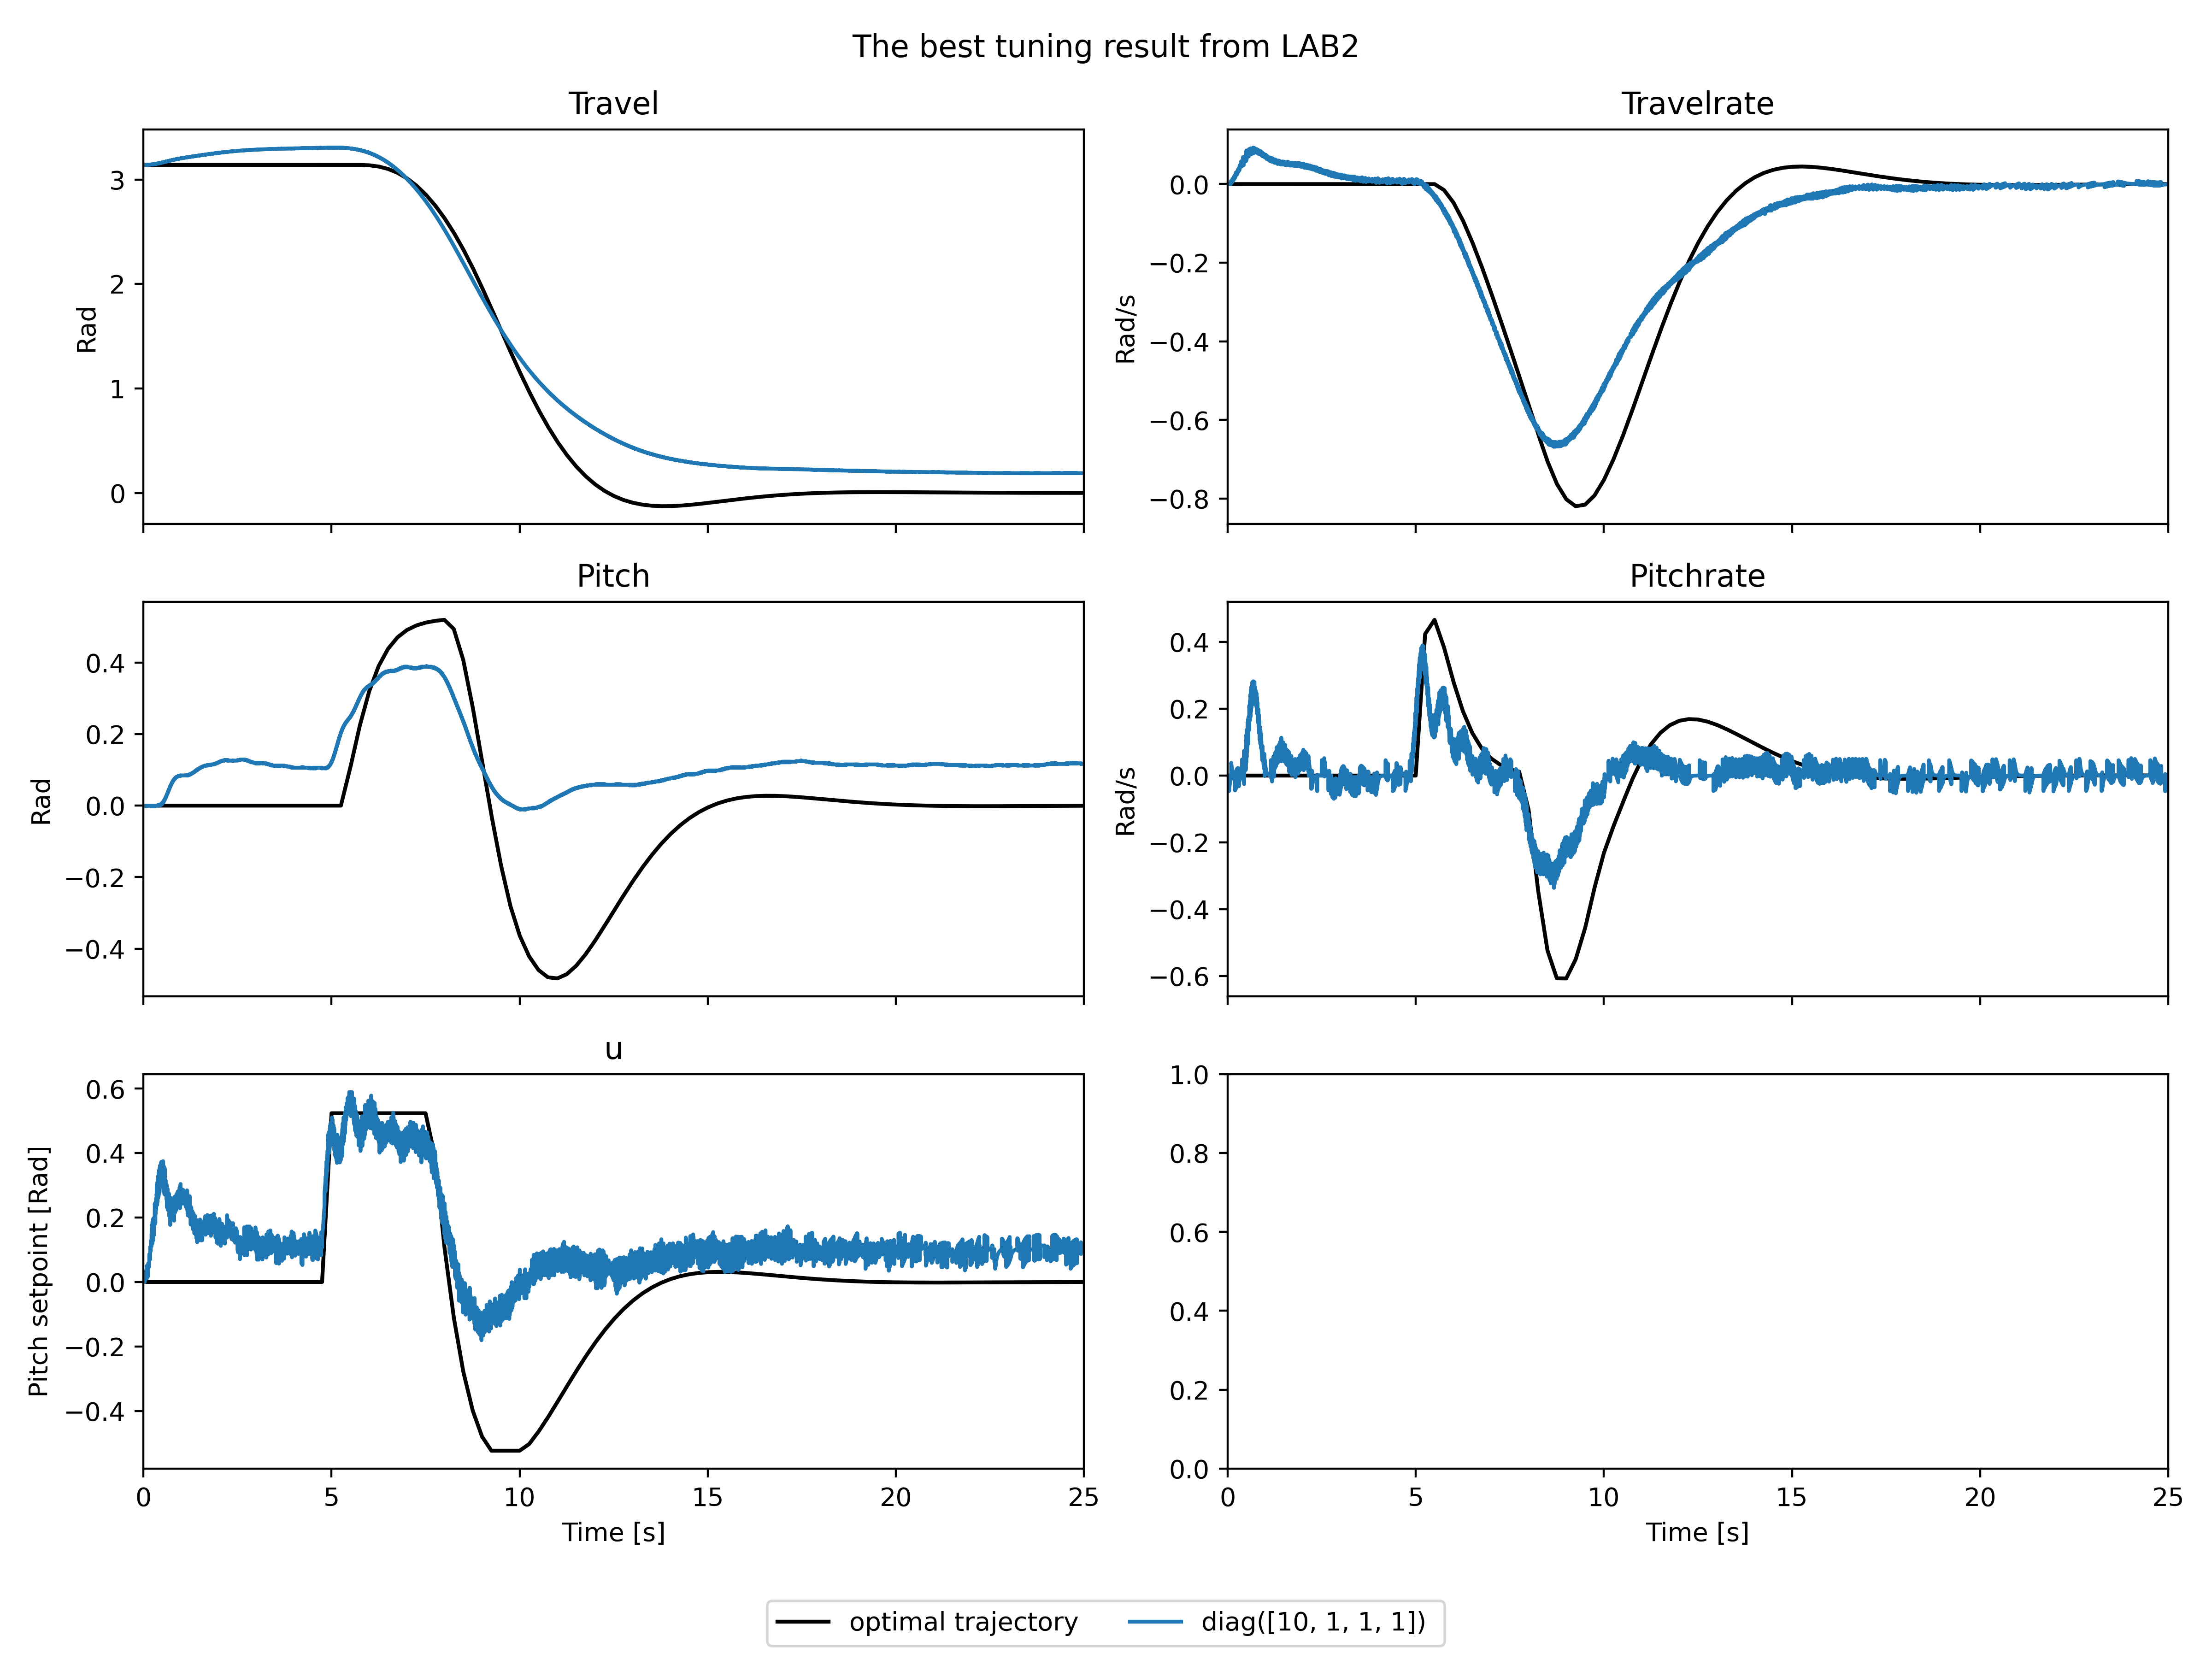 The best tuning result from LAB2
Travel
Rad
3
2
1
0
Travelrate
Rad/s
0.0
−0.2
−0.4
−0.6
−0.8
Pitch
Rad
0.4
0.2
0.0
−0.2
−0.4
Pitchrate
Rad/s
0.4
0.2
0.0
−0.2
−0.4
−0.6
u
Pitch setpoint [Rad]
0.6
0.4
0.2
0.0
−0.2
−0.4
0 5 10 15 20 25
Time [s]
1.0
0.8
0.6
0.4
0.2
0.0
0 5 10 15 20 25
Time [s]
optimal trajectory diag([10, 1, 1, 1])